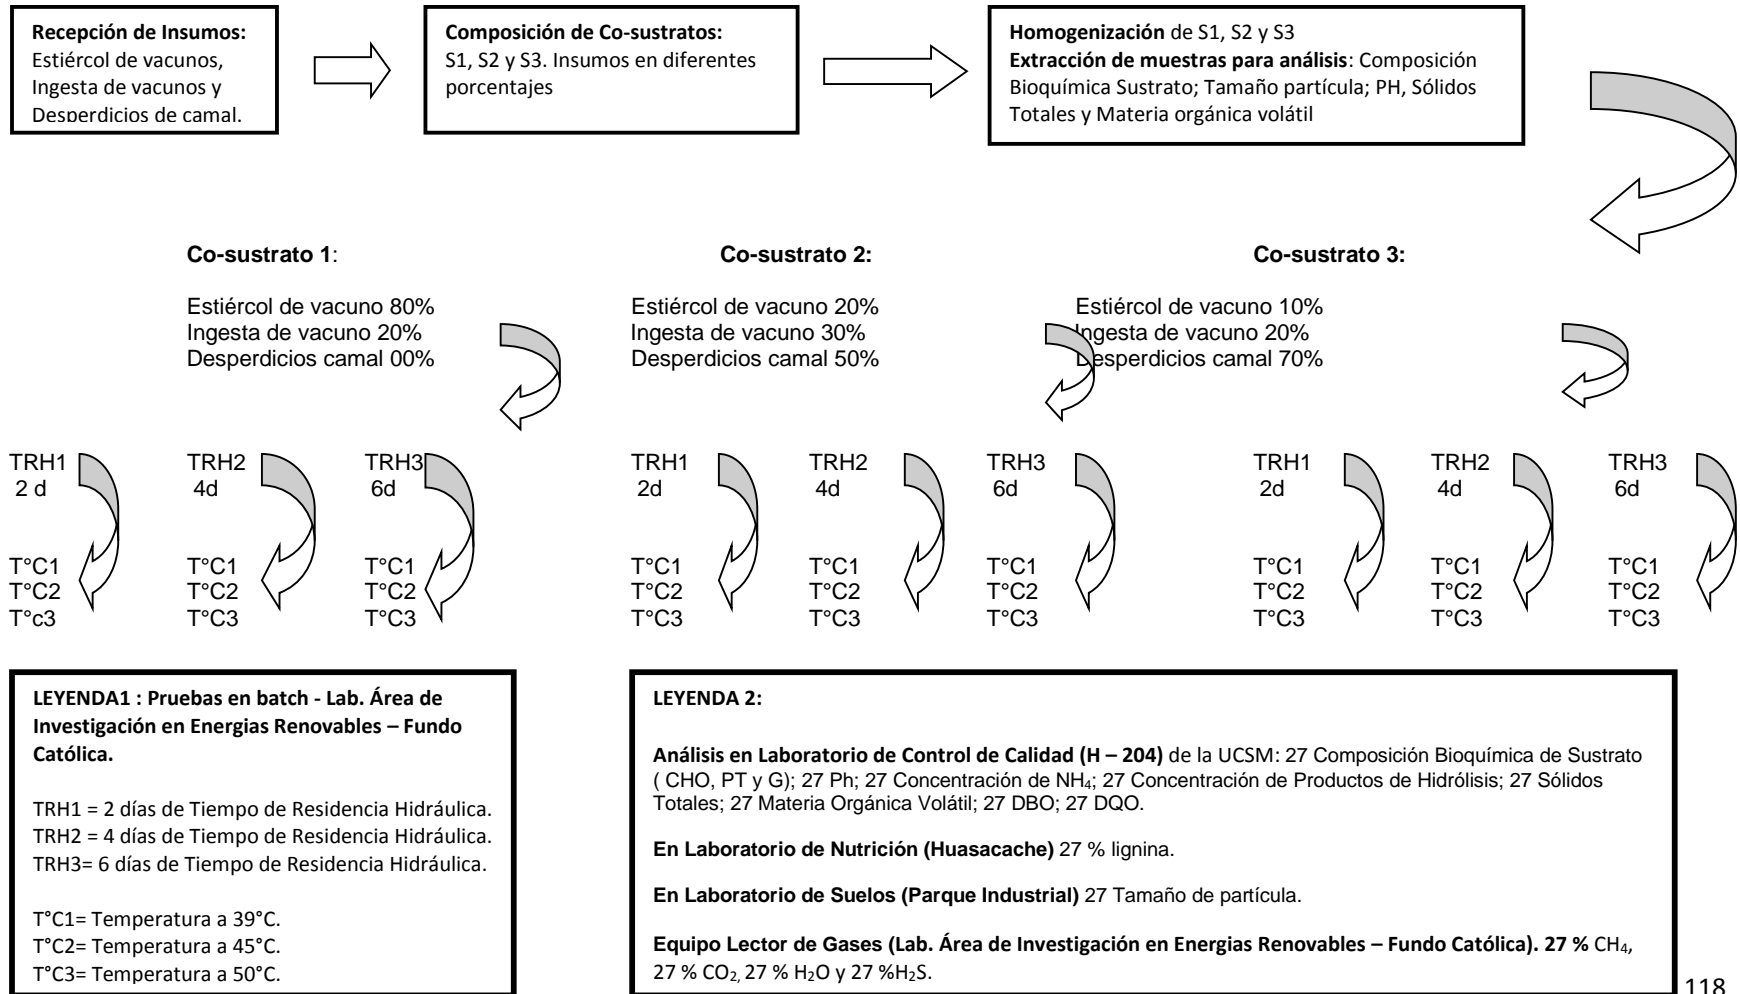 Recepción de Insumos:
Estiércol de vacunos,
Ingesta de vacunos y
Desperdicios de camal.
Composición de Co-sustratos:
S1, S2 y S3. Insumos en diferentes
porcentajes
Homogenización de S1, S2 y S3
Extracción de muestras para análisis: Composición
Bioquímica Sustrato; Tamaño partícula; PH, Sólidos
Totales y Materia orgánica volátil
Co-sustrato 1:
Estiércol de vacuno 80%
Ingesta de vacuno 20%
Desperdicios camal 00%
Co-sustrato 2:
Estiércol de vacuno 20%
Ingesta de vacuno 30%
Desperdicios camal 50%
Co-sustrato 3:
Estiércol de vacuno 10%
Ingesta de vacuno 20%
Desperdicios camal 70%
TRH1
2 d
T°C1
T°C2
T°c3
TRH2
4d
T°C1
T°C2
T°C3
TRH3
6d
T°C1
T°C2
T°C3
TRH1
2d
T°C1
T°C2
T°C3
TRH2
4d
T°C1
T°C2
T°C3
TRH3
6d
T°C1
T°C2
T°C3
TRH1
2d
T°C1
T°C2
T°C3
TRH2
4d
T°C1
T°C2
T°C3
TRH3
6d
T°C1
T°C2
T°C3
LEYENDA1 : Pruebas en batch - Lab. Área de
Investigación en Energias Renovables – Fundo
Católica.
TRH1 = 2 días de Tiempo de Residencia Hidráulica.
TRH2 = 4 días de Tiempo de Residencia Hidráulica.
TRH3= 6 días de Tiempo de Residencia Hidráulica.
T°C1= Temperatura a 39°C.
T°C2= Temperatura a 45°C.
T°C3= Temperatura a 50°C.
LEYENDA 2:
Análisis en Laboratorio de Control de Calidad (H – 204) de la UCSM: 27 Composición Bioquímica de Sustrato
( CHO, PT y G); 27 Ph; 27 Concentración de NH₄; 27 Concentración de Productos de Hidrólisis; 27 Sólidos
Totales; 27 Materia Orgánica Volátil; 27 DBO; 27 DQO.
En Laboratorio de Nutrición (Huasacache) 27 % lignina.
En Laboratorio de Suelos (Parque Industrial) 27 Tamaño de partícula.
Equipo Lector de Gases (Lab. Área de Investigación en Energias Renovables – Fundo Católica). 27 % CH₄,
27 % CO₂, 27 % H₂O y 27 %H₂S.
118